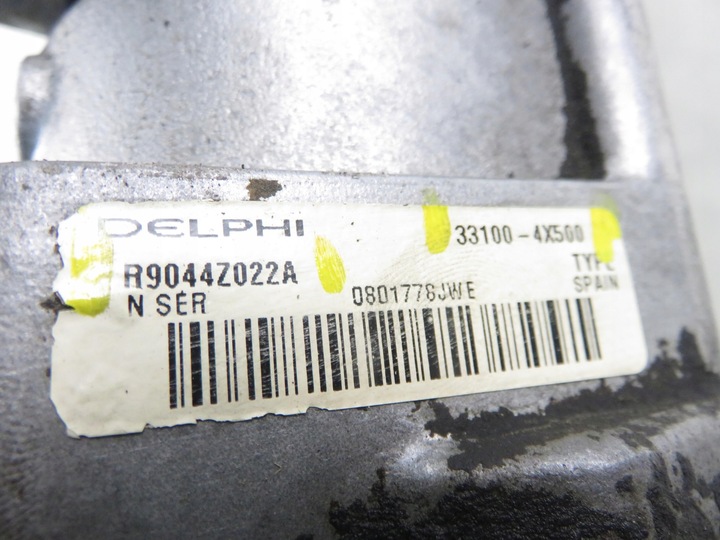 DELPHI 33100-4X500
R9044Z022A TYPE
N SER 0801778JWE SPAIN